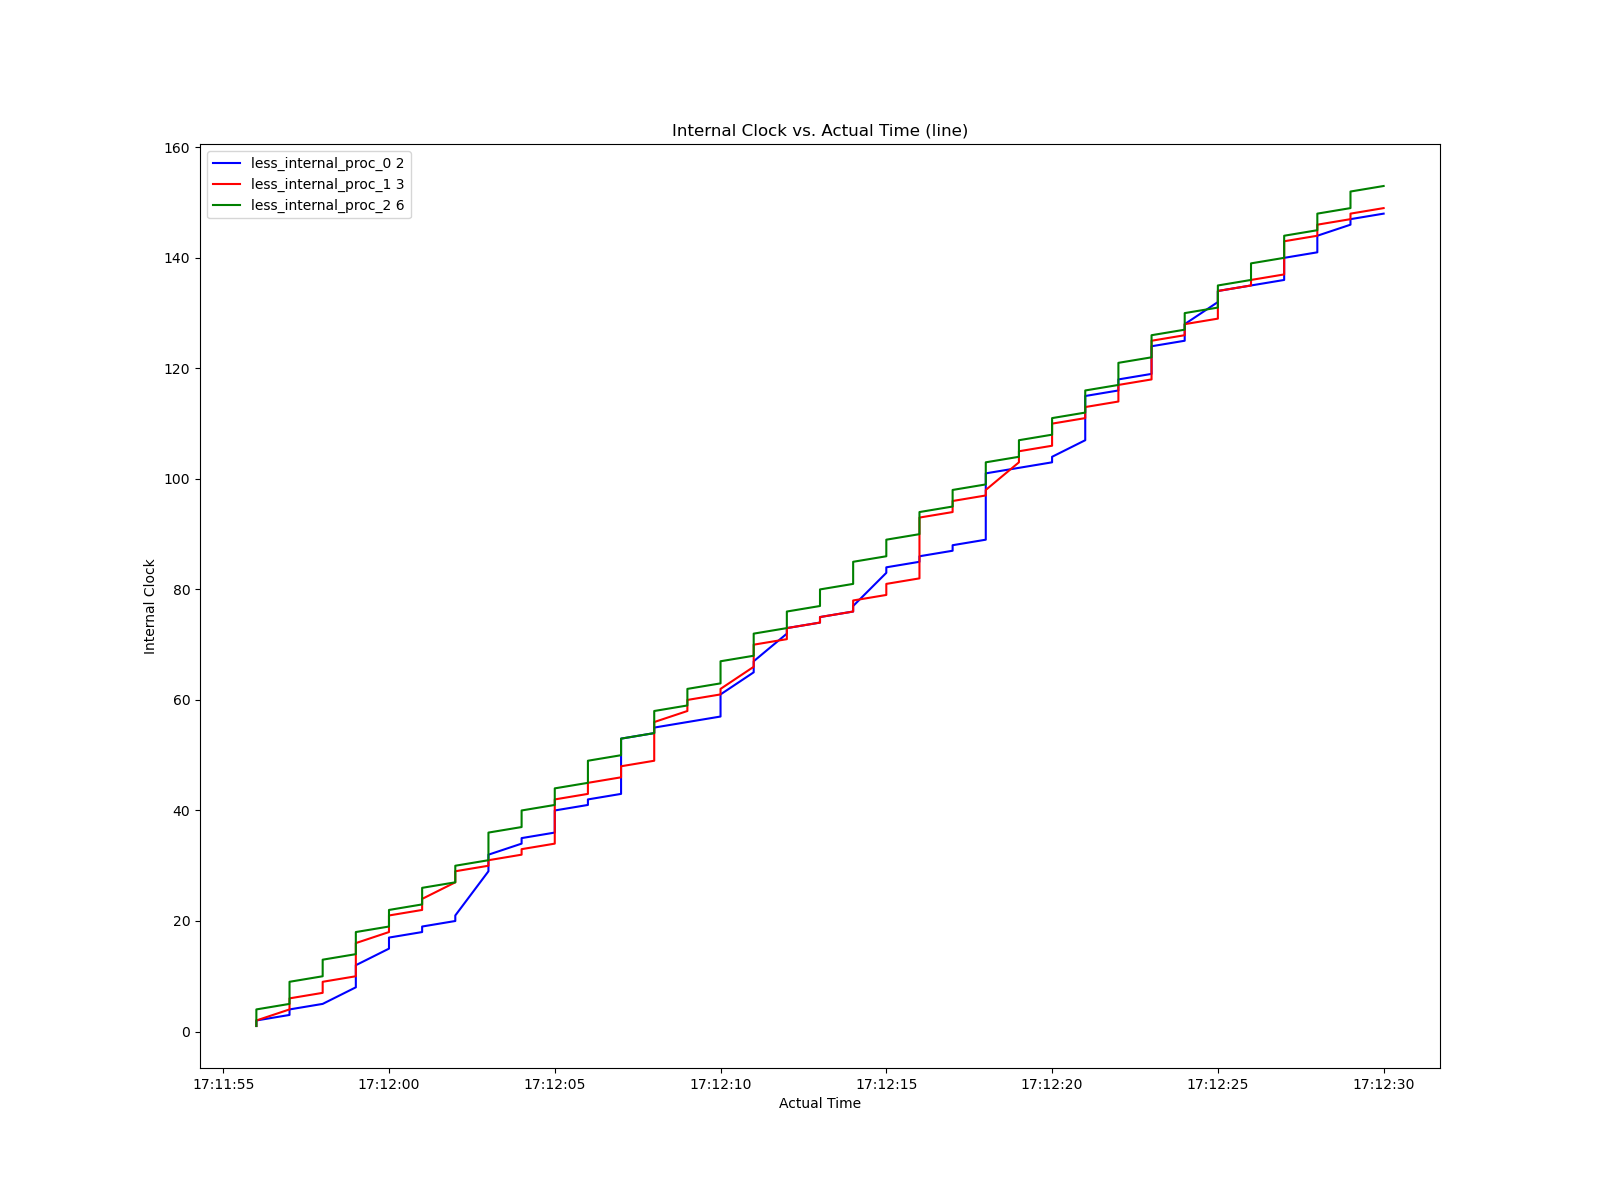 Internal Clock vs. Actual Time (line)
less_internal_proc_0 2
less_internal_proc_1 3
less_internal_proc_2 6
160
140
120
100
80
60
40
20
0
Internal Clock
17:11:55
17:12:00
17:12:05
17:12:10
17:12:15
17:12:20
17:12:25
17:12:30
Actual Time